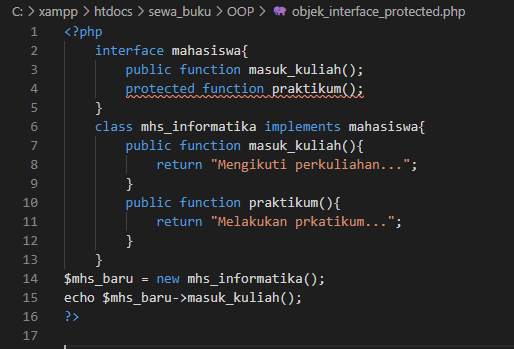 C: > xampp > htdocs > sewa_buku > OOP > objek_interface_protected.php
1 <?php
2 interface mahasiswa{
3 public function masuk_kuliah();
4 protected function praktikum();
5 }
6 class mhs_informatika implements mahasiswa{
7 public function masuk_kuliah(){
8 return "Mengikuti perkuliahan...";
9 }
10 public function praktikum(){
11 return "Melakukan prkatikum...";
12 }
13 }
14 $mhs_baru = new mhs_informatika();
15 echo $mhs_baru->masuk_kuliah();
16 ?>
17